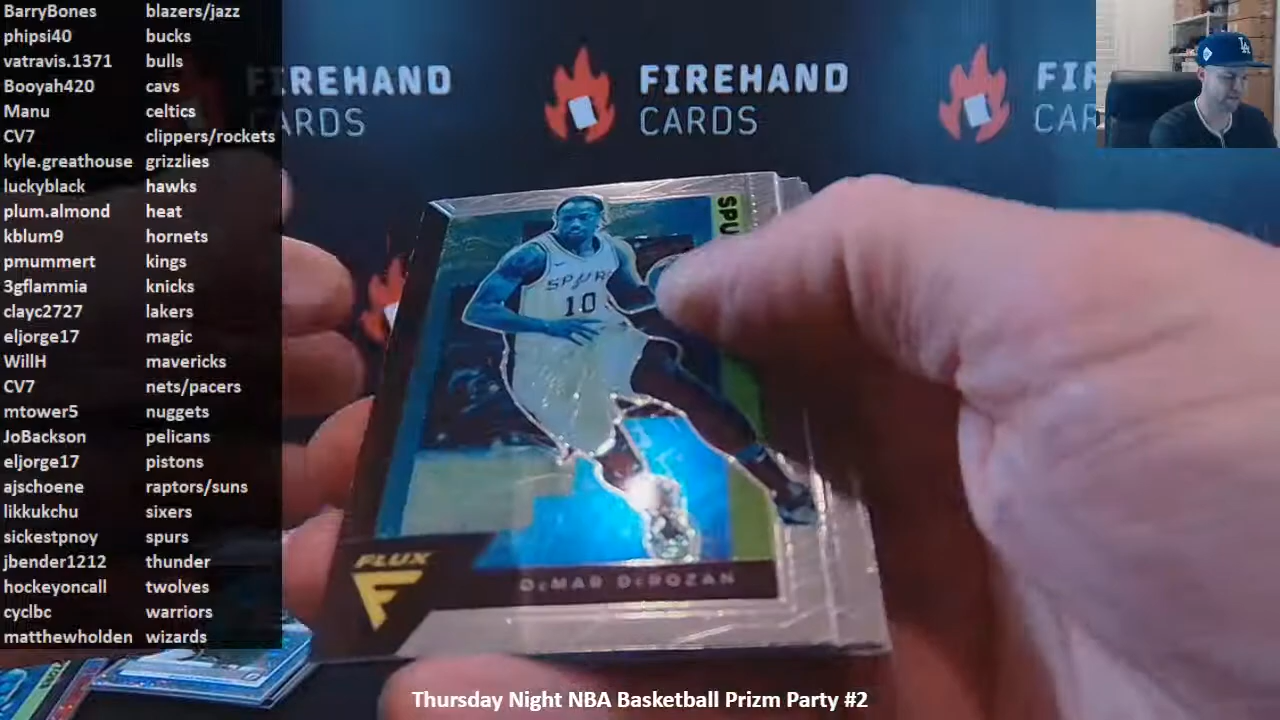 BarryBones blazers/jazz
phipsi40 bucks
vatravis.1371 bulls
Booyah420 cavs
Manu celtics
CV7 clippers/rockets
kyle.greathouse grizzlies
luckyblack hawks
plum.almond heat
kblum9 hornets
pmummert kings
3gflammia knicks
clayc2727 lakers
eljorge17 magic
WillH mavericks
CV7 nets/pacers
mtower5 nuggets
JoBackson pelicans
eljorge17 pistons
ajschoene raptors/suns
likkukchu sixers
sickestpnoy spurs
jbender1212 thunder
hockeyoncall twolves
cyclbc warriors
matthewholden wizards
FIREHAND
CARDS
FIREHAND
CARDS
FIR
CAR
LA
SPU
SPURS
10
FLUX
F
DeMAR DeROZAN
Thursday Night NBA Basketball Prizm Party #2